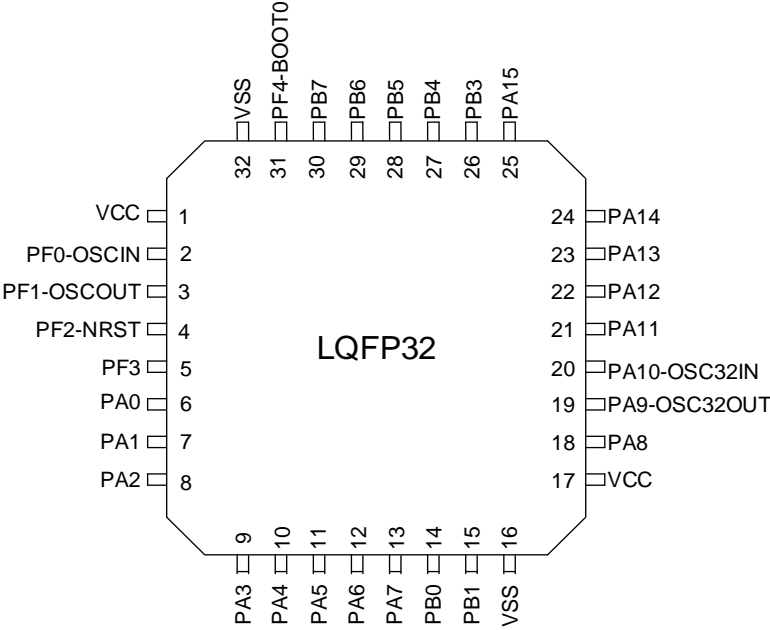 VSS
PF4-BOOT0
PB7
PB6
PB5
PB4
PB3
PA15
32
31
30
29
28
27
26
25
VCC 1
PF0-OSCIN 2
PF1-OSCOUT 3
PF2-NRST 4
PF3 5
PA0 6
PA1 7
PA2 8
LQFP32
24 PA14
23 PA13
22 PA12
21 PA11
20 PA10-OSC32IN
19 PA9-OSC32OUT
18 PA8
17 VCC
9
10
11
12
13
14
15
16
PA3
PA4
PA5
PA6
PA7
PB0
PB1
VSS